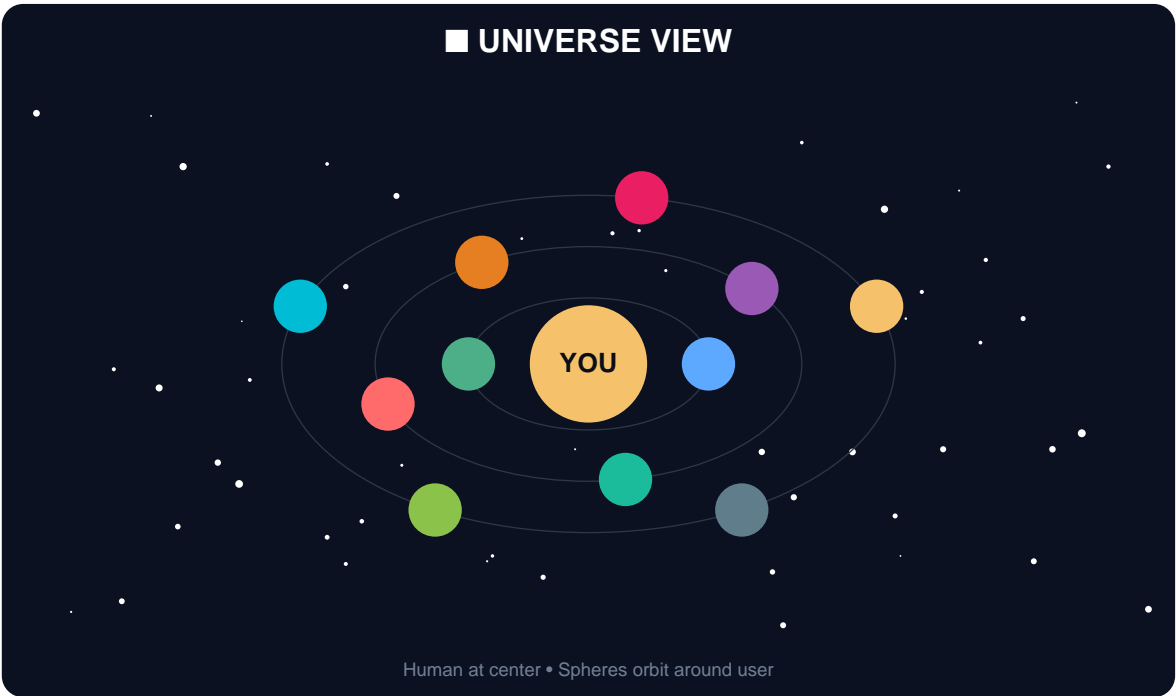 ■ UNIVERSE VIEW
YOU
Human at center • Spheres orbit around user